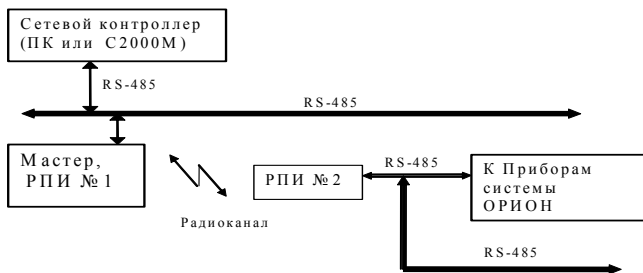 Сетевой контроллер
(ПК или С2000М)
RS-485
RS-485
Мастер,
РПИ №1
Радиоканал
РПИ №2
RS-485
К Приборам
системы
ОРИОН
RS-485